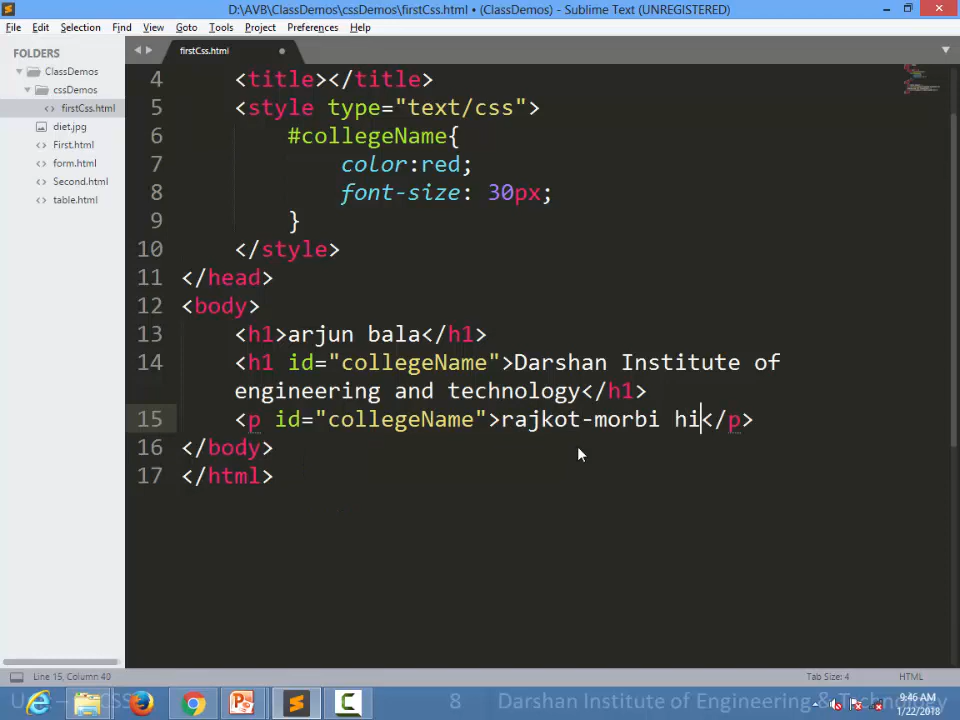 D:\AVB\ClassDemos\cssDemos\firstCss.html • (ClassDemos) - Sublime Text (UNREGISTERED)
File Edit Selection Find View Goto Tools Project Preferences Help
FOLDERS
ClassDemos
cssDemos
firstCss.html
diet.jpg
First.html
form.html
Second.html
table.html
firstCss.html
4 <title></title>
5 <style type="text/css">
6 #collegeName{
7 color:red;
8 font-size: 30px;
9 }
10 </style>
11 </head>
12 <body>
13 <h1>arjun bala</h1>
14 <h1 id="collegeName">Darshan Institute of
engineering and technology</h1>
15 <p id="collegeName">rajkot-morbi hi</p>
16 </body>
17 </html>
Line 15, Column 40
Tab Size: 4
HTML
CSS
8
Darshan Institute of Engineering & Technology
9:46 AM
1/22/2018